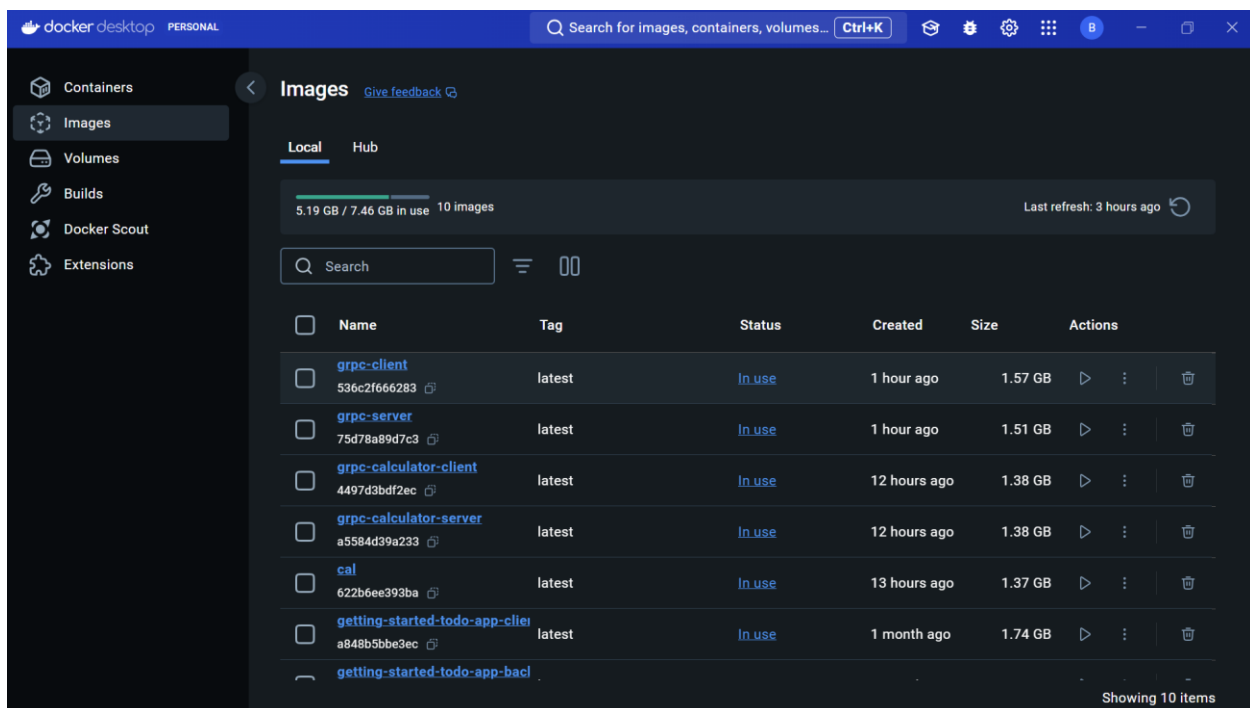 docker desktop PERSONAL
Search for images, containers, volumes... Ctrl+K
B
Containers
Images
Volumes
Builds
Docker Scout
Extensions
Images Give feedback
Local Hub
5.19 GB / 7.46 GB in use 10 images
Last refresh: 3 hours ago
Search
Name Tag Status Created Size Actions
grpc-client
536c2f666283
latest In use 1 hour ago 1.57 GB
grpc-server
75d78a89d7c3
latest In use 1 hour ago 1.51 GB
grpc-calculator-client
4497d3bdf2ec
latest In use 12 hours ago 1.38 GB
grpc-calculator-server
a5584d39a233
latest In use 12 hours ago 1.38 GB
cal
622b6ee393ba
latest In use 13 hours ago 1.37 GB
getting-started-todo-app-clie
a848b5bbe3ec
latest In use 1 month ago 1.74 GB
getting-started-todo-app-bac
Showing 10 items